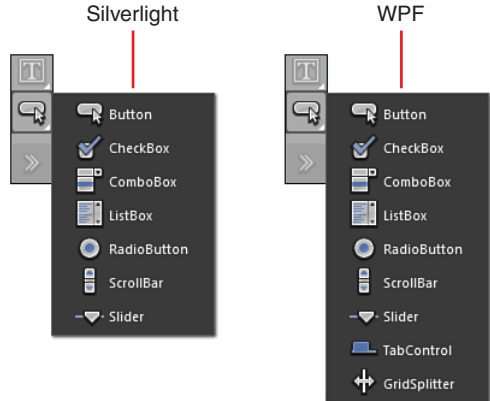 Silverlight
T
Button
CheckBox
ComboBox
ListBox
RadioButton
ScrollBar
Slider
WPF
T
Button
CheckBox
ComboBox
ListBox
RadioButton
ScrollBar
Slider
TabControl
GridSplitter